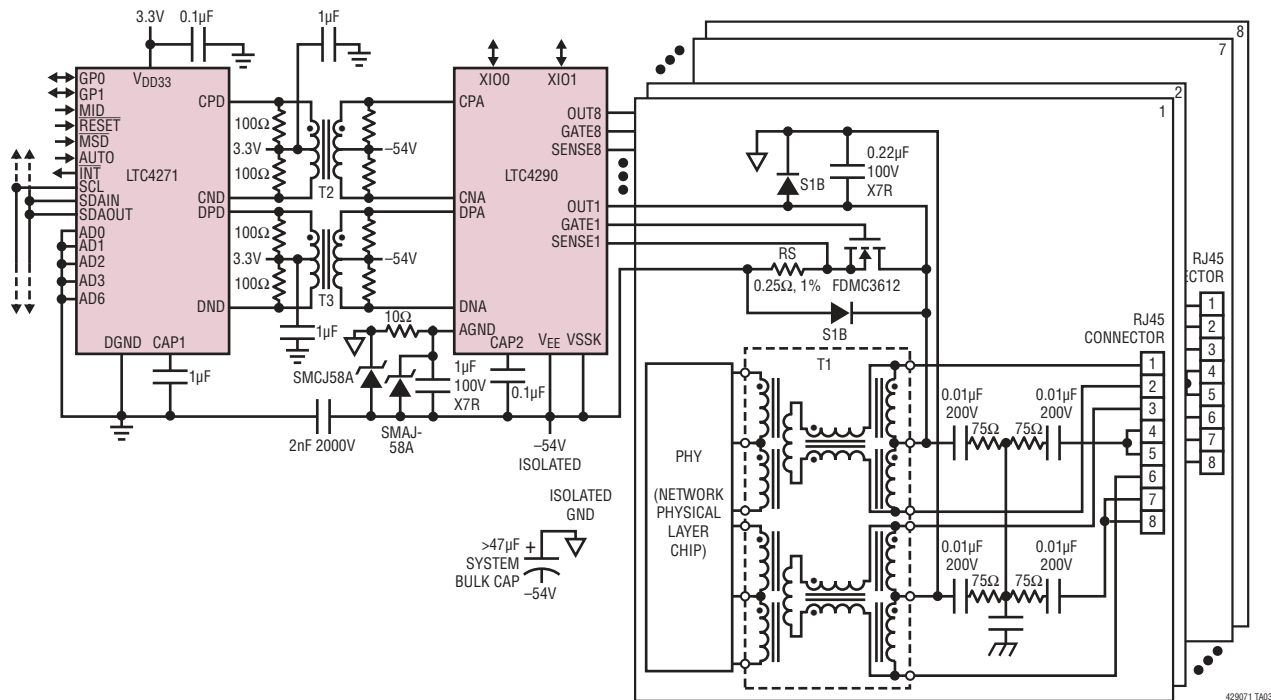 3.3V
0.1µF
1µF
GP0
GP1
MID
RESET
MSD
AUTO
INT
SCL
SDAIN
SDAOUT
AD0
AD1
AD2
AD3
AD6
VDD33
LTC4271
CPD
CND
DPD
DND
DGND
CAP1
1µF
100Ω
3.3V
100Ω
T2
–54V
100Ω
3.3V
100Ω
T3
–54V
1µF
XIO0
XIO1
CPA
LTC4290
CNA
DPA
DNA
AGND
CAP2
VEE
VSSK
OUT8
GATE8
SENSE8
OUT1
GATE1
SENSE1
10Ω
SMCJ58A
SMAJ-
58A
1µF
100V
X7R
0.1µF
2nF 2000V
–54V
ISOLATED
ISOLATED
GND
>47µF
+
SYSTEM
BULK CAP
–54V
8
7
2
1
S1B
0.22µF
100V
X7R
RS
0.25Ω, 1%
FDMC3612
S1B
PHY
(NETWORK
PHYSICAL
LAYER
CHIP)
T1
0.01µF
200V
75Ω
75Ω
0.01µF
200V
0.01µF
200V
75Ω
75Ω
0.01µF
200V
RJ45
CONNECTOR
1
2
3
4
5
6
7
8
RJ45
ECTOR
1
2
3
4
5
6
7
8
429071 TA03